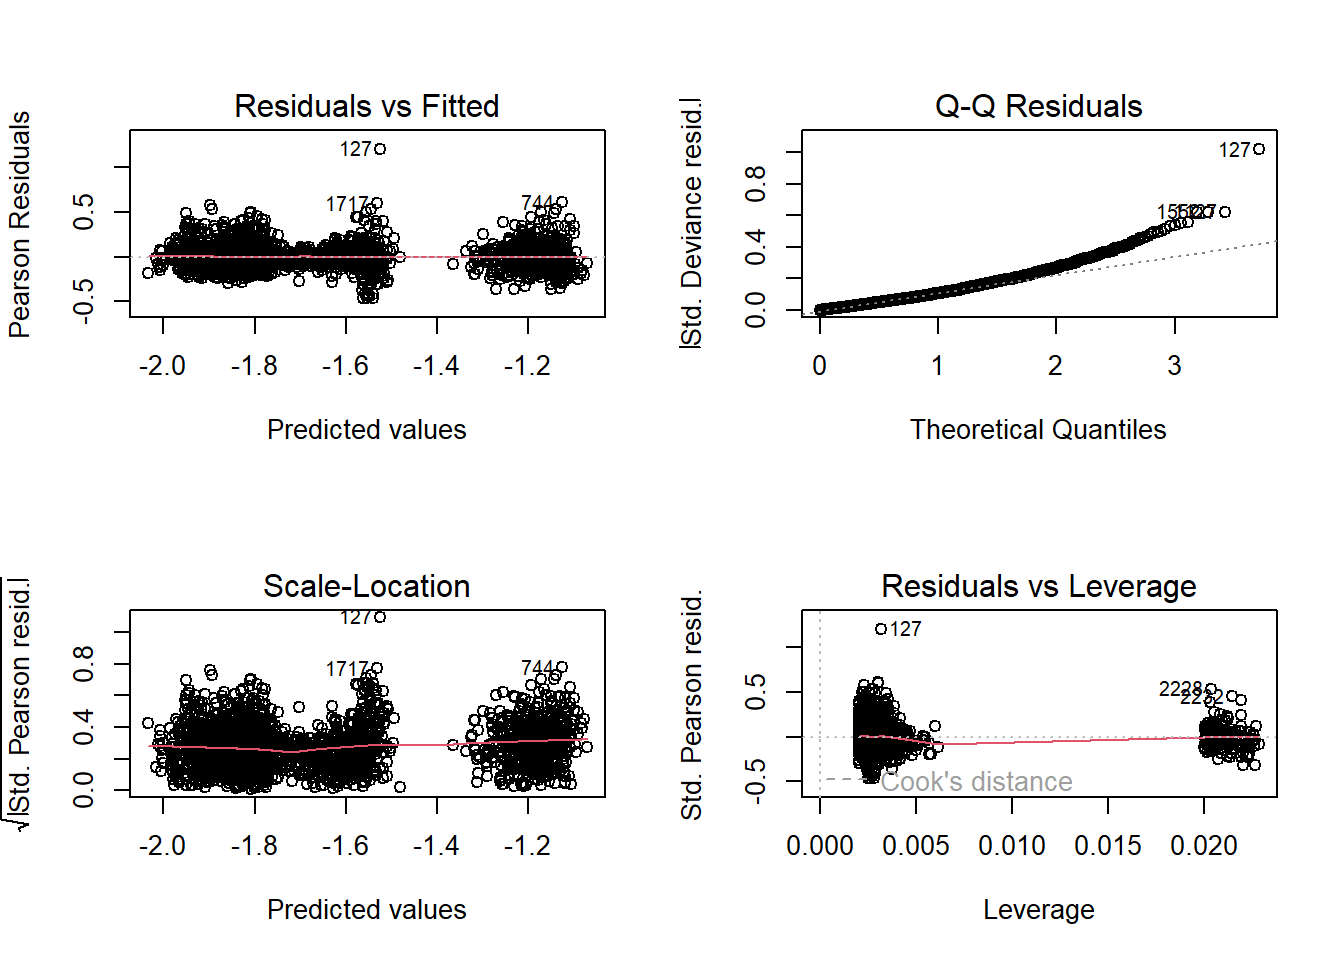 Residuals vs Fitted
Pearson Residuals
-0.5 0.5
127
1717
744
-2.0 -1.8 -1.6 -1.4 -1.2
Predicted values
Q-Q Residuals
|Std. Deviance resid.|
0.0 0.4 0.8
127
0 1 2 3
Theoretical Quantiles
Scale-Location
√|Std. Pearson resid.|
0.0 0.4 0.8
127
1717
744
-2.0 -1.8 -1.6 -1.4 -1.2
Predicted values
Residuals vs Leverage
Std. Pearson resid.
-0.5 0.5
127
2228
2232
Cook's distance
0.000 0.005 0.010 0.015 0.020
Leverage